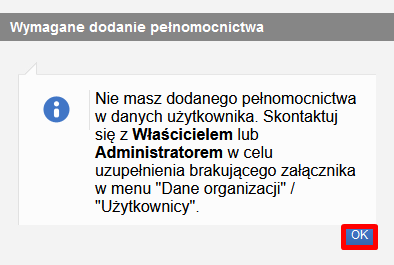 Wymagane dodanie pełnomocnictwa
Nie masz dodanego pełnomocnictwa
w danych użytkownika. Skontaktuj
się z Właścicielem lub
Administratorem w celu
uzupełnienia brakującego załącznika
w menu "Dane organizacji" /
"Użytkownicy".
OK